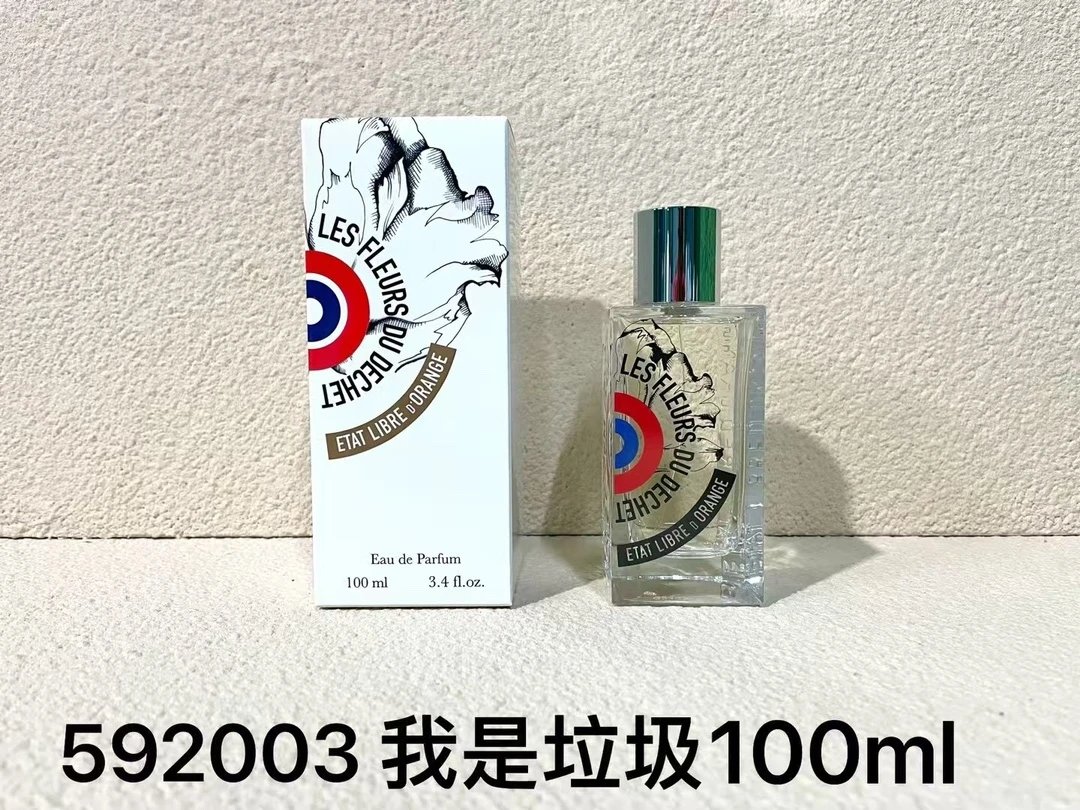 LES FLEURS DU DECHET
ETAT LIBRE D'ORANGE
Eau de Parfum
100 ml 3.4 fl.oz.
LES FLEURS DU DECHET
ETAT LIBRE D'ORANGE
592003 我是垃圾100ml